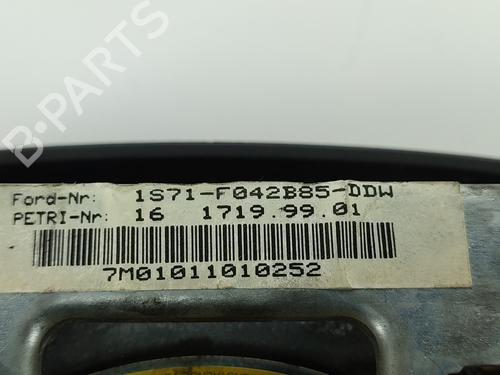 Ford-Nr: 1S71-F042B85-DDW
PETRI-Nr: 16 1719.99.01
7M01011010252
B-PARTS